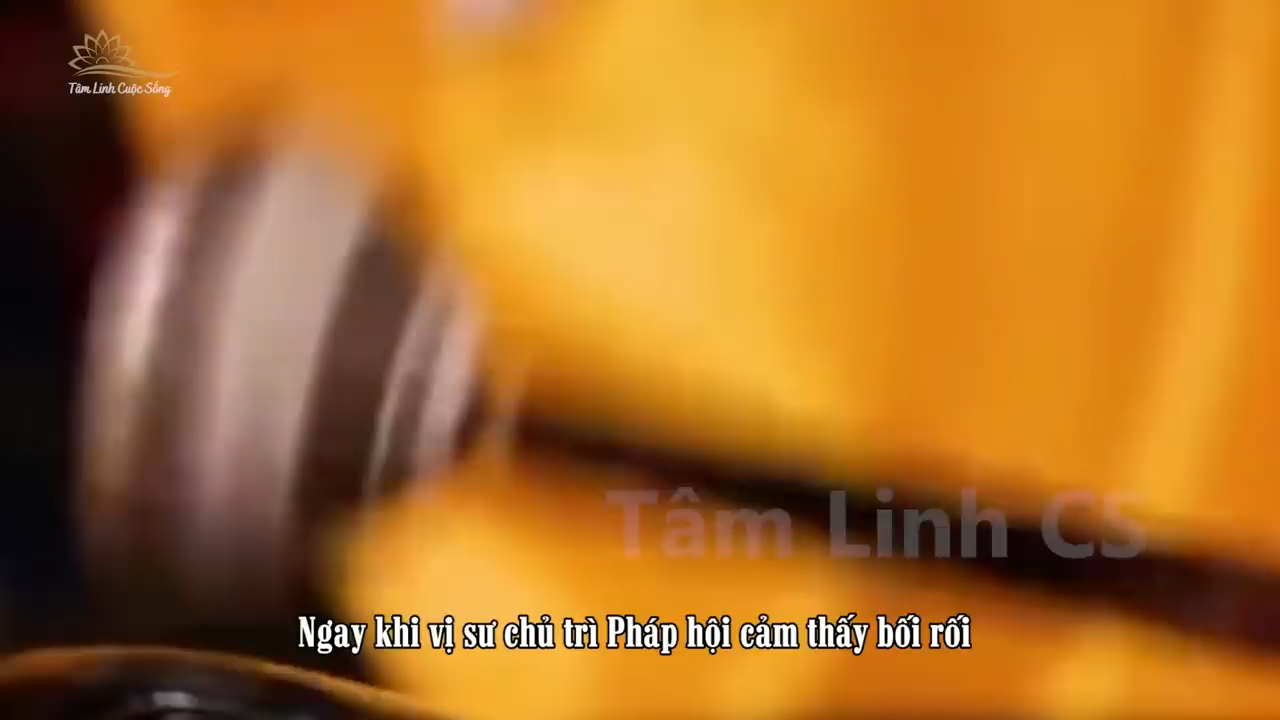 Tâm Linh Cuộc Sống
Tâm Linh CS
Ngay khi vị sư chủ trì Pháp hội cảm thấy bối rối